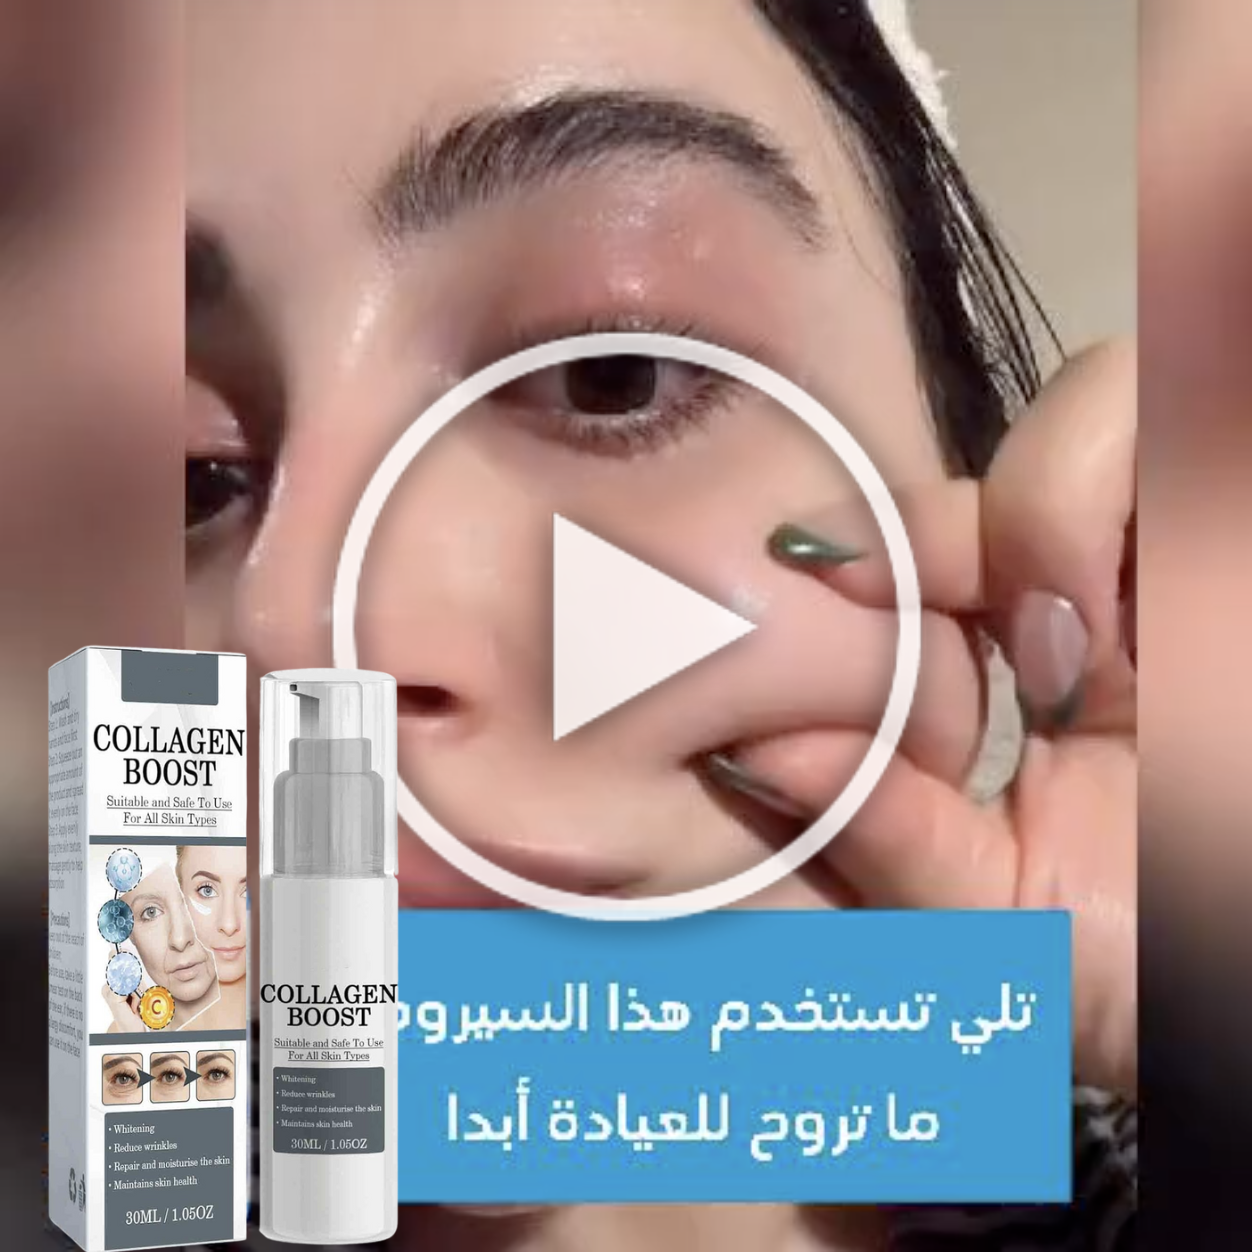 COLLAGEN
BOOST
Suitable and Safe To Use
For All Skin Types
• Whitening
• Reduce wrinkles
• Repair and moisturise the skin
• Maintains skin health
30ML / 1.05OZ
COLLAGEN
BOOST
Suitable and Safe To Use
For All Skin Types
• Whitening
• Reduce wrinkles
• Repair and moisturise the skin
• Maintains skin health
30ML / 1.05OZ
تلي تستخدم هذا السيروم
ما تروح للعيادة أبدا
[Instructions]
[Precautions]
C